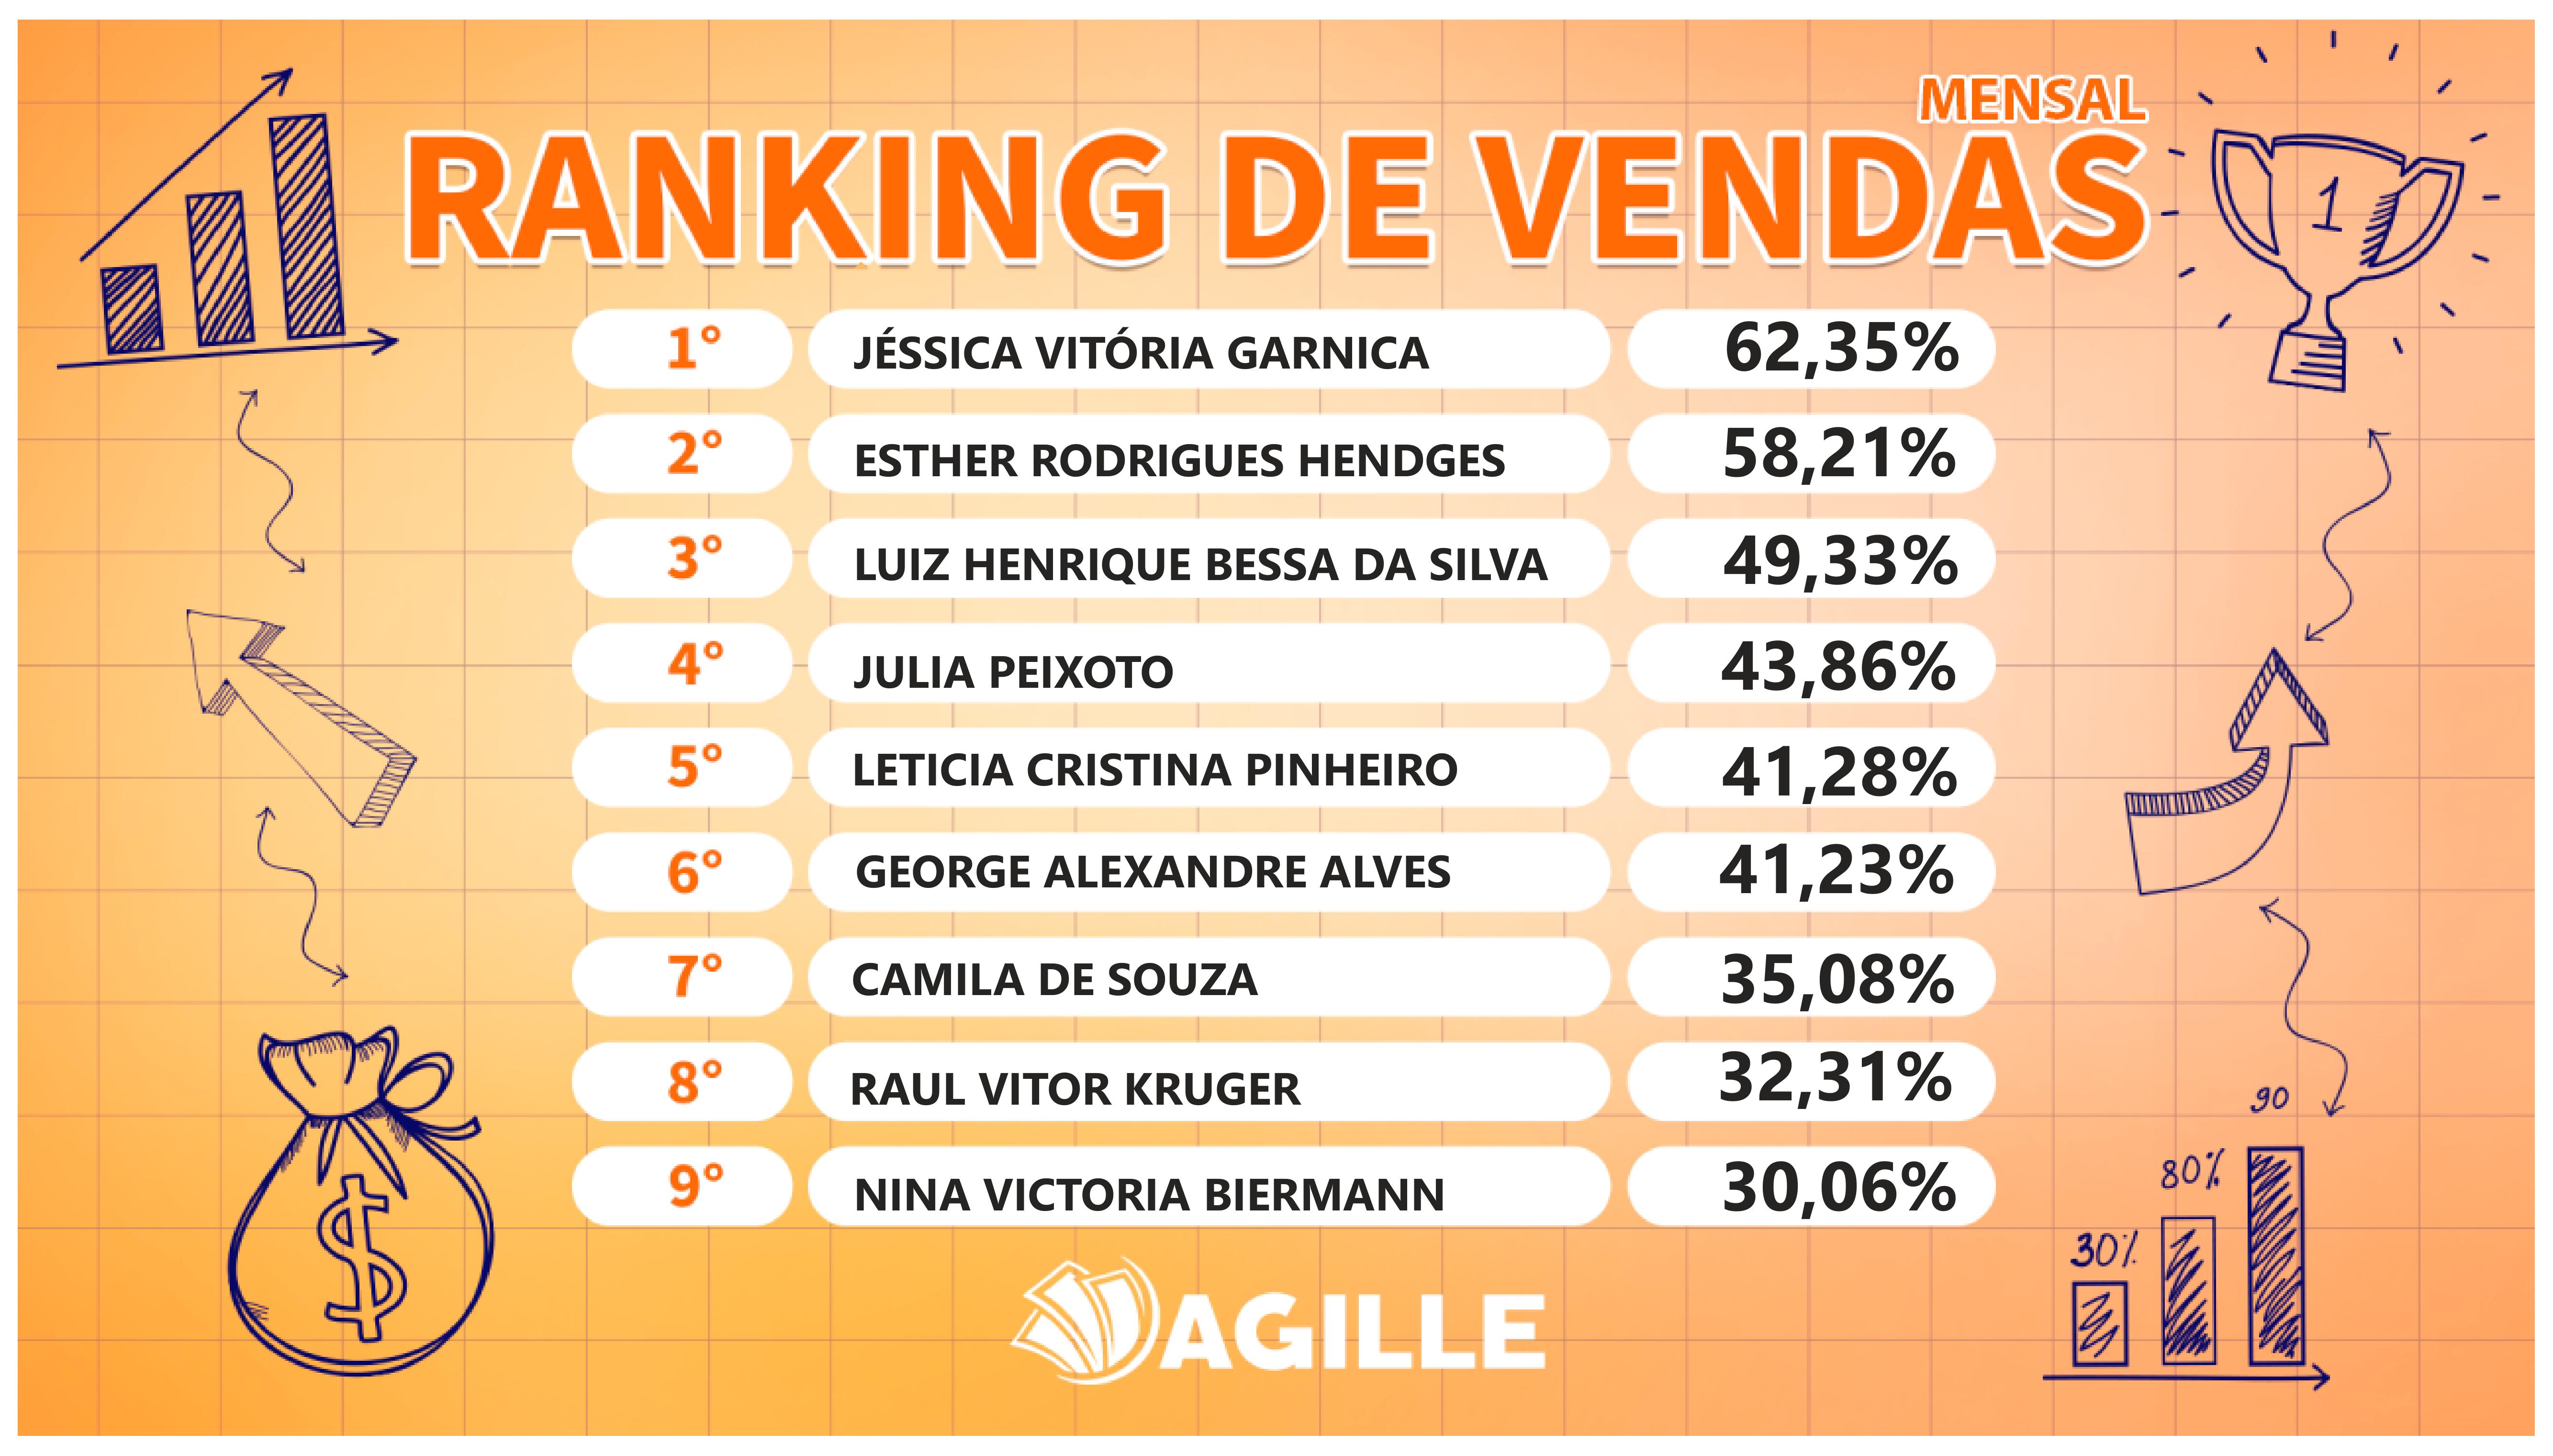 MENSAL
RANKING DE VENDAS
1° JÉSSICA VITÓRIA GARNICA 62,35%
2° ESTHER RODRIGUES HENDGES 58,21%
3° LUIZ HENRIQUE BESSA DA SILVA 49,33%
4° JULIA PEIXOTO 43,86%
5° LETICIA CRISTINA PINHEIRO 41,28%
6° GEORGE ALEXANDRE ALVES 41,23%
7° CAMILA DE SOUZA 35,08%
8° RAUL VITOR KRUGER 32,31%
9° NINA VICTORIA BIERMANN 30,06%
AGILLE
1
$
90
80%
30%